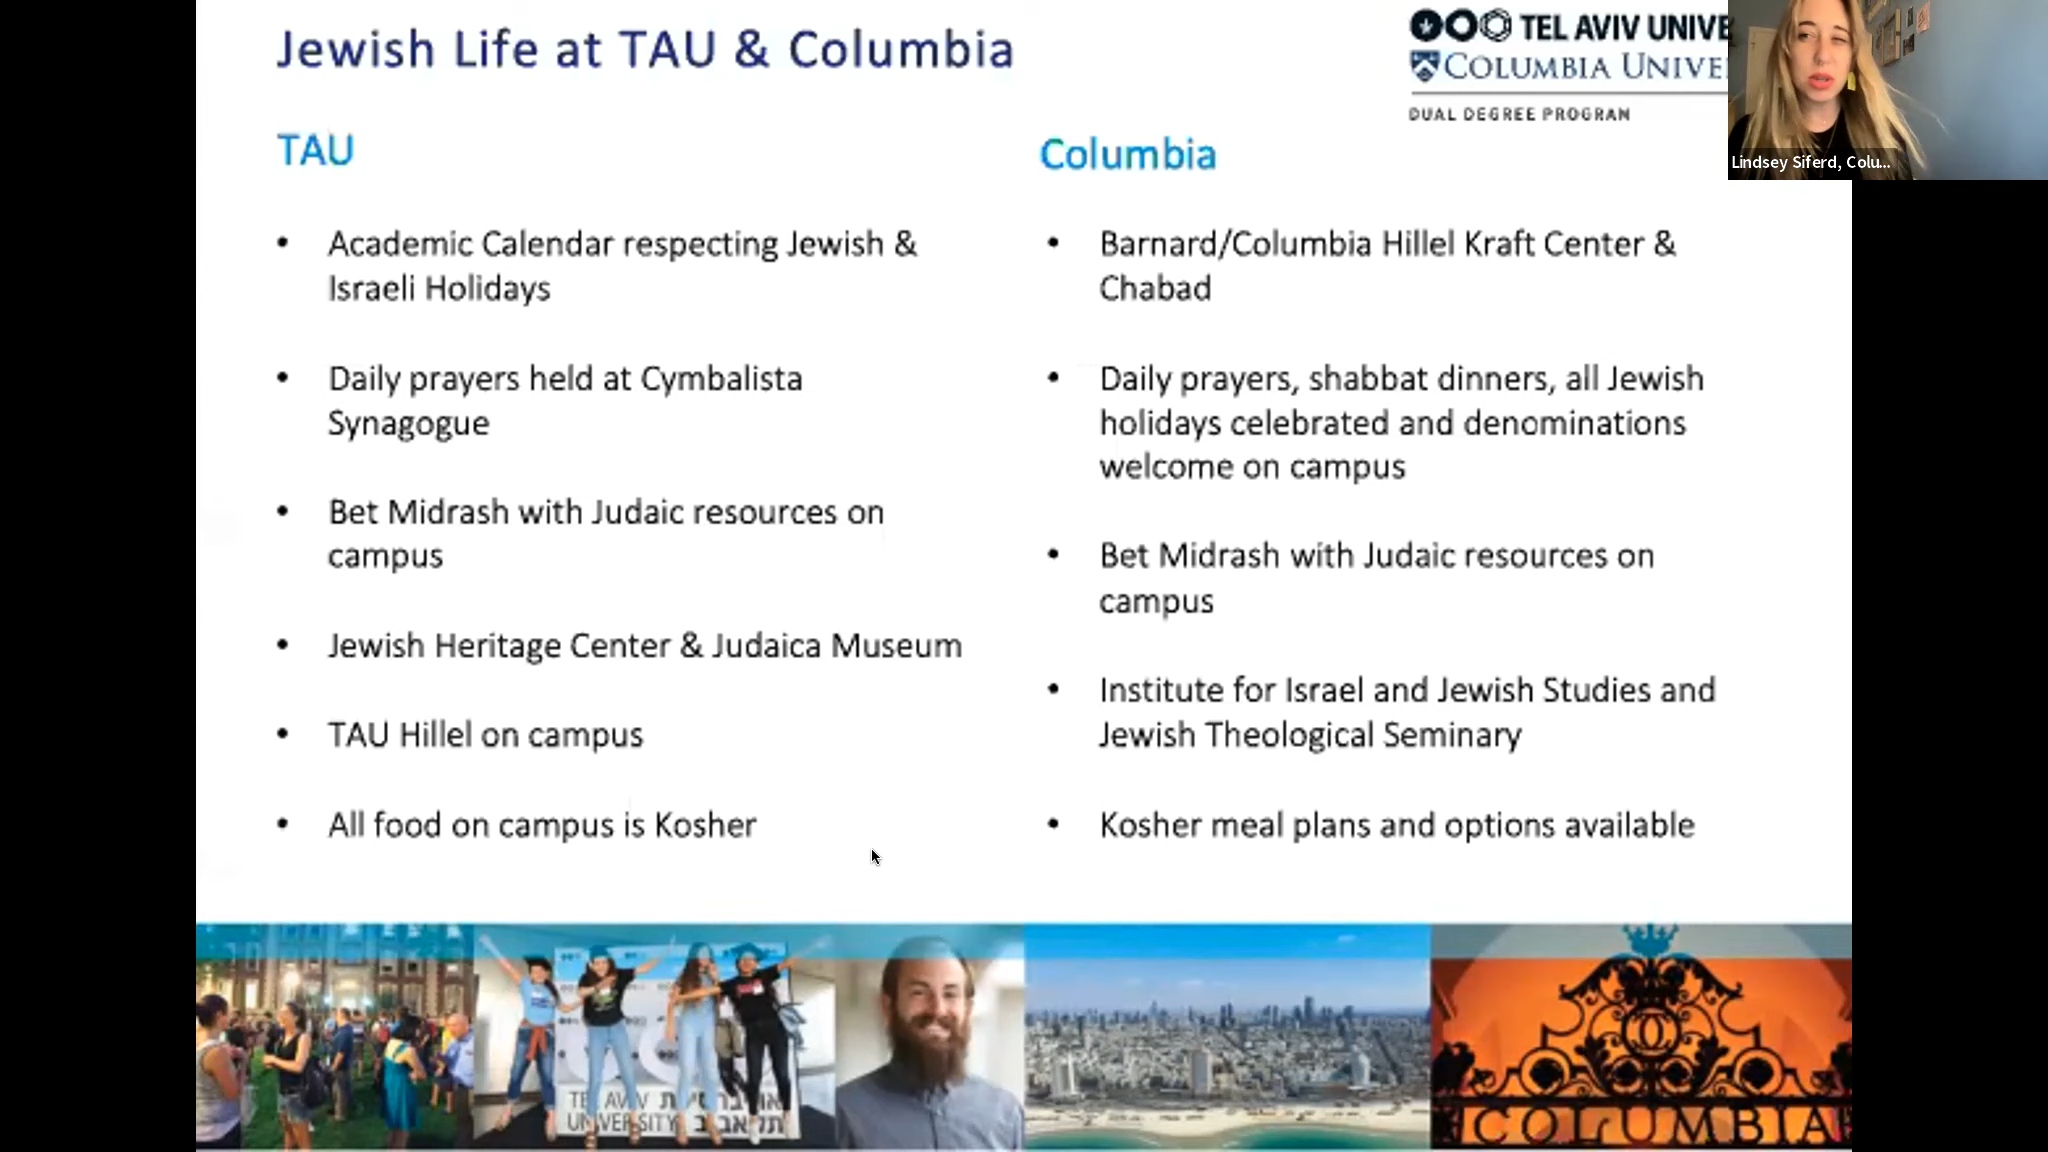 Jewish Life at TAU & Columbia
TEL AVIV UNIVE
COLUMBIA UNIVE
DUAL DEGREE PROGRAM
Lindsey Siferd, Colu...
TAU
Academic Calendar respecting Jewish &
Israeli Holidays
Daily prayers held at Cymbalista
Synagogue
Bet Midrash with Judaic resources on
campus
Jewish Heritage Center & Judaica Museum
TAU Hillel on campus
All food on campus is Kosher
Columbia
Barnard/Columbia Hillel Kraft Center &
Chabad
Daily prayers, shabbat dinners, all Jewish
holidays celebrated and denominations
welcome on campus
Bet Midrash with Judaic resources on
campus
Institute for Israel and Jewish Studies and
Jewish Theological Seminary
Kosher meal plans and options available
TEL AVIV
UNIVERSITY
COLUMBIA